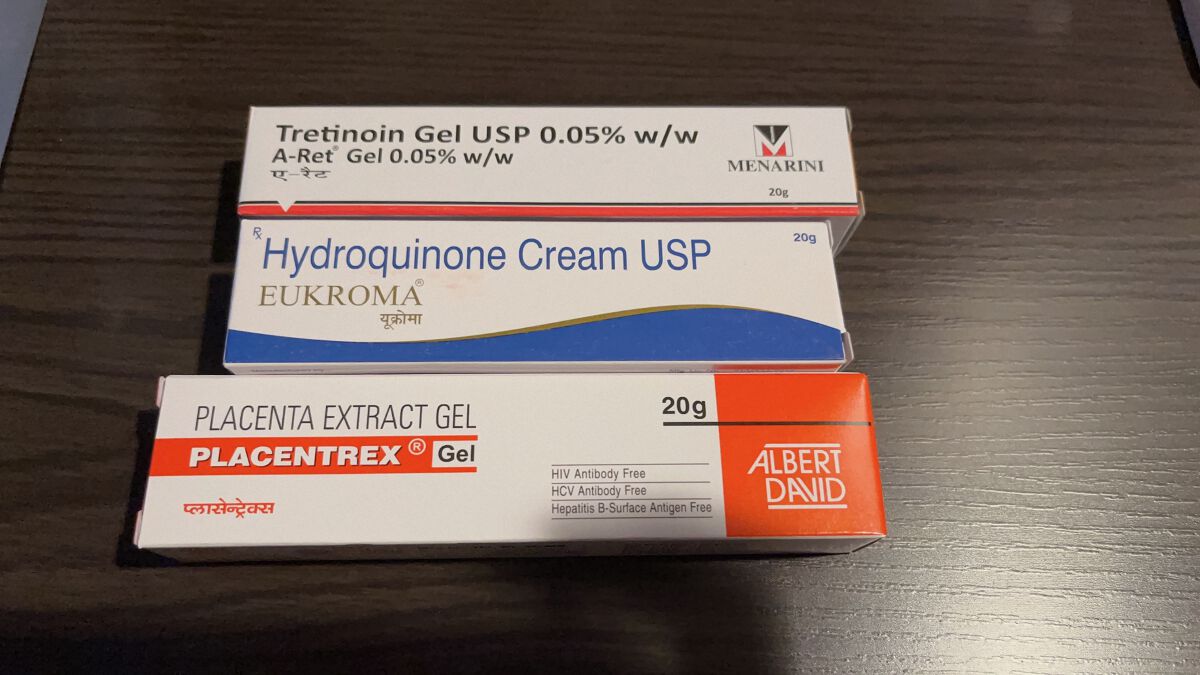 Tretinoin Gel USP 0.05% w/w
A-Ret® Gel 0.05% w/w
ए-रैट
MENARINI
20g
Rx
Hydroquinone Cream USP
20g
EUKROMA®
यूक्रोमा
PLACENTA EXTRACT GEL
PLACENTREX® Gel
प्लासेन्ट्रेक्स
20g
HIV Antibody Free
HCV Antibody Free
Hepatitis B-Surface Antigen Free
ALBERT
DAVID